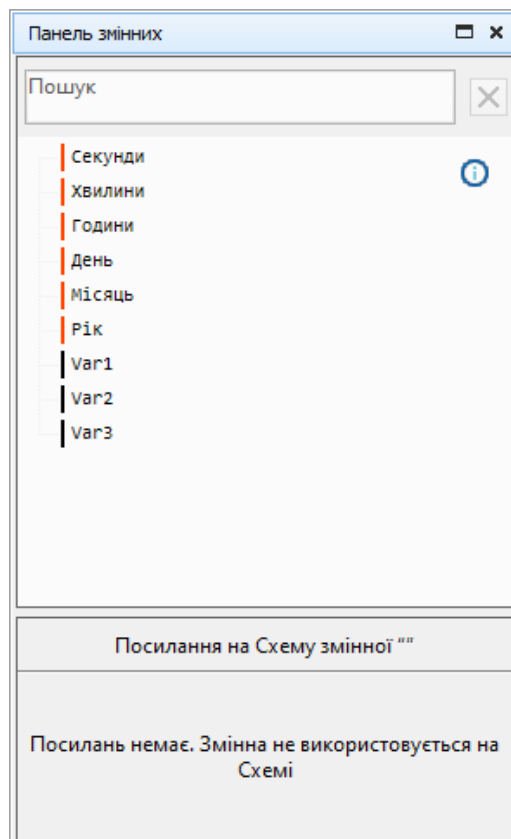 Панель змінних
Пошук
Секунди
Хвилини
Години
День
Місяць
Рік
Var1
Var2
Var3
Посилання на Схему змінної “”
Посилань немає. Змінна не використовується на
Схемі